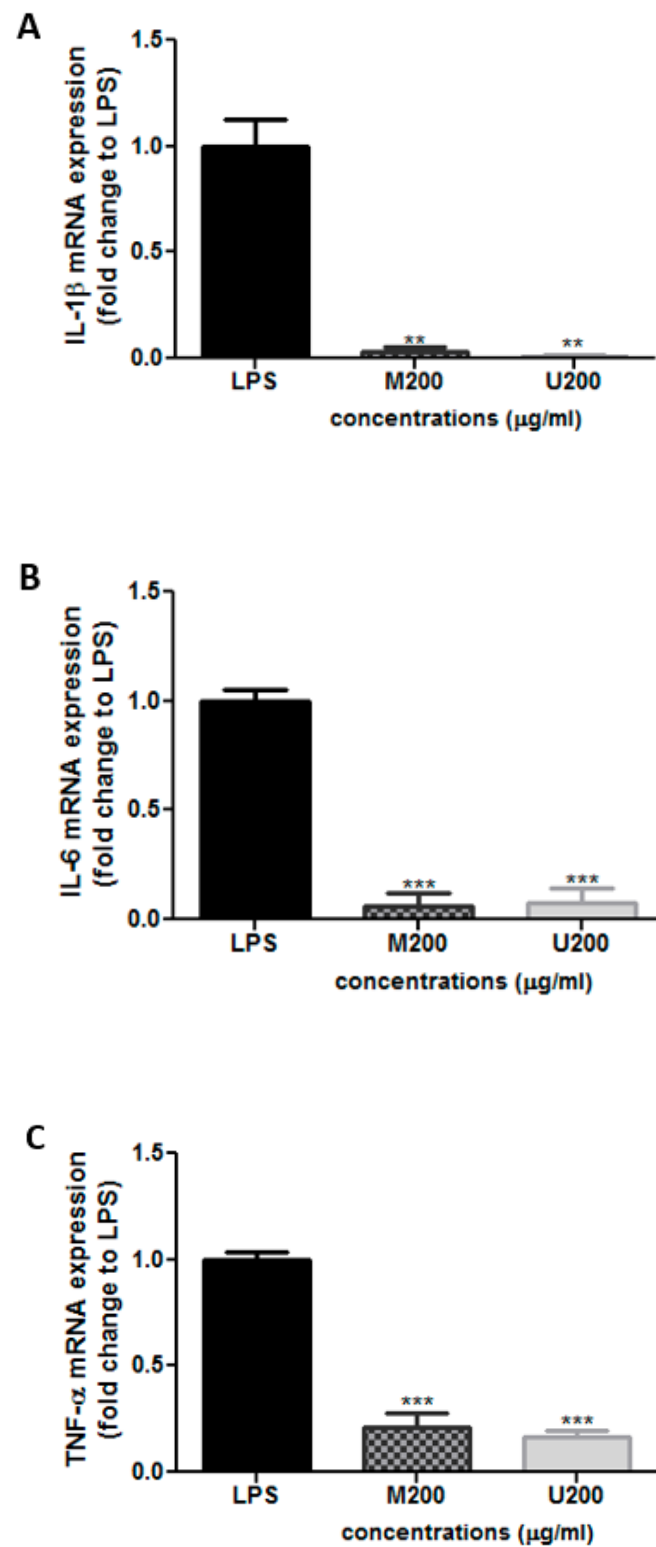 A
IL-1β mRNA expression
(fold change to LPS)
1.5
1.0
0.5
0.0
** **
LPS M200 U200
concentrations (µg/ml)
B
IL-6 mRNA expression
(fold change to LPS)
1.5
1.0
0.5
0.0
*** ***
LPS M200 U200
concentrations (µg/ml)
C
TNF-α mRNA expression
(fold change to LPS)
1.5
1.0
0.5
0.0
*** ***
LPS M200 U200
concentrations (µg/ml)